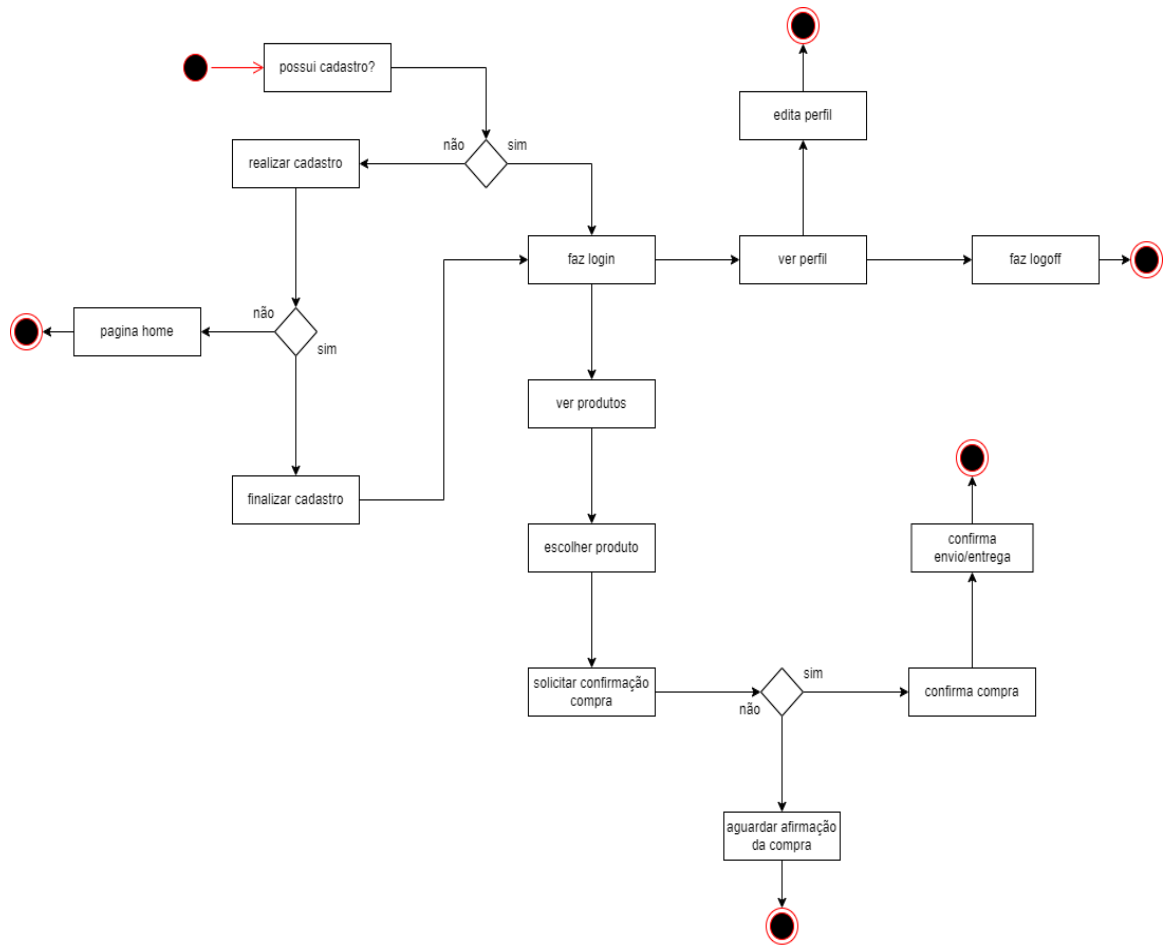 possui cadastro?
edita perfil
não
sim
realizar cadastro
faz login
ver perfil
faz logoff
não
pagina home
sim
ver produtos
finalizar cadastro
escolher produto
confirma
envio/entrega
solicitar confirmação
compra
sim
não
confirma compra
aguardar afirmação
da compra